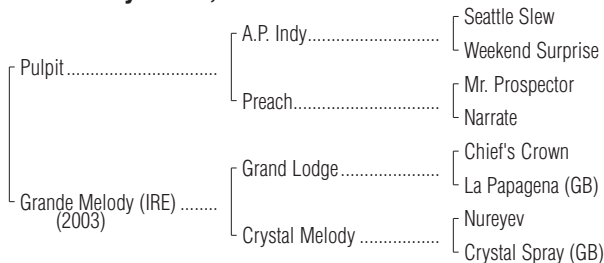 Seattle Slew
A.P. Indy..............................
Weekend Surprise
Pulpit ................................
Mr. Prospector
Preach..................................
Narrate
Chief's Crown
Grand Lodge.......................
La Papagena (GB)
Grande Melody (IRE) ........
(2003)
Nureyev
Crystal Melody ..................
Crystal Spray (GB)